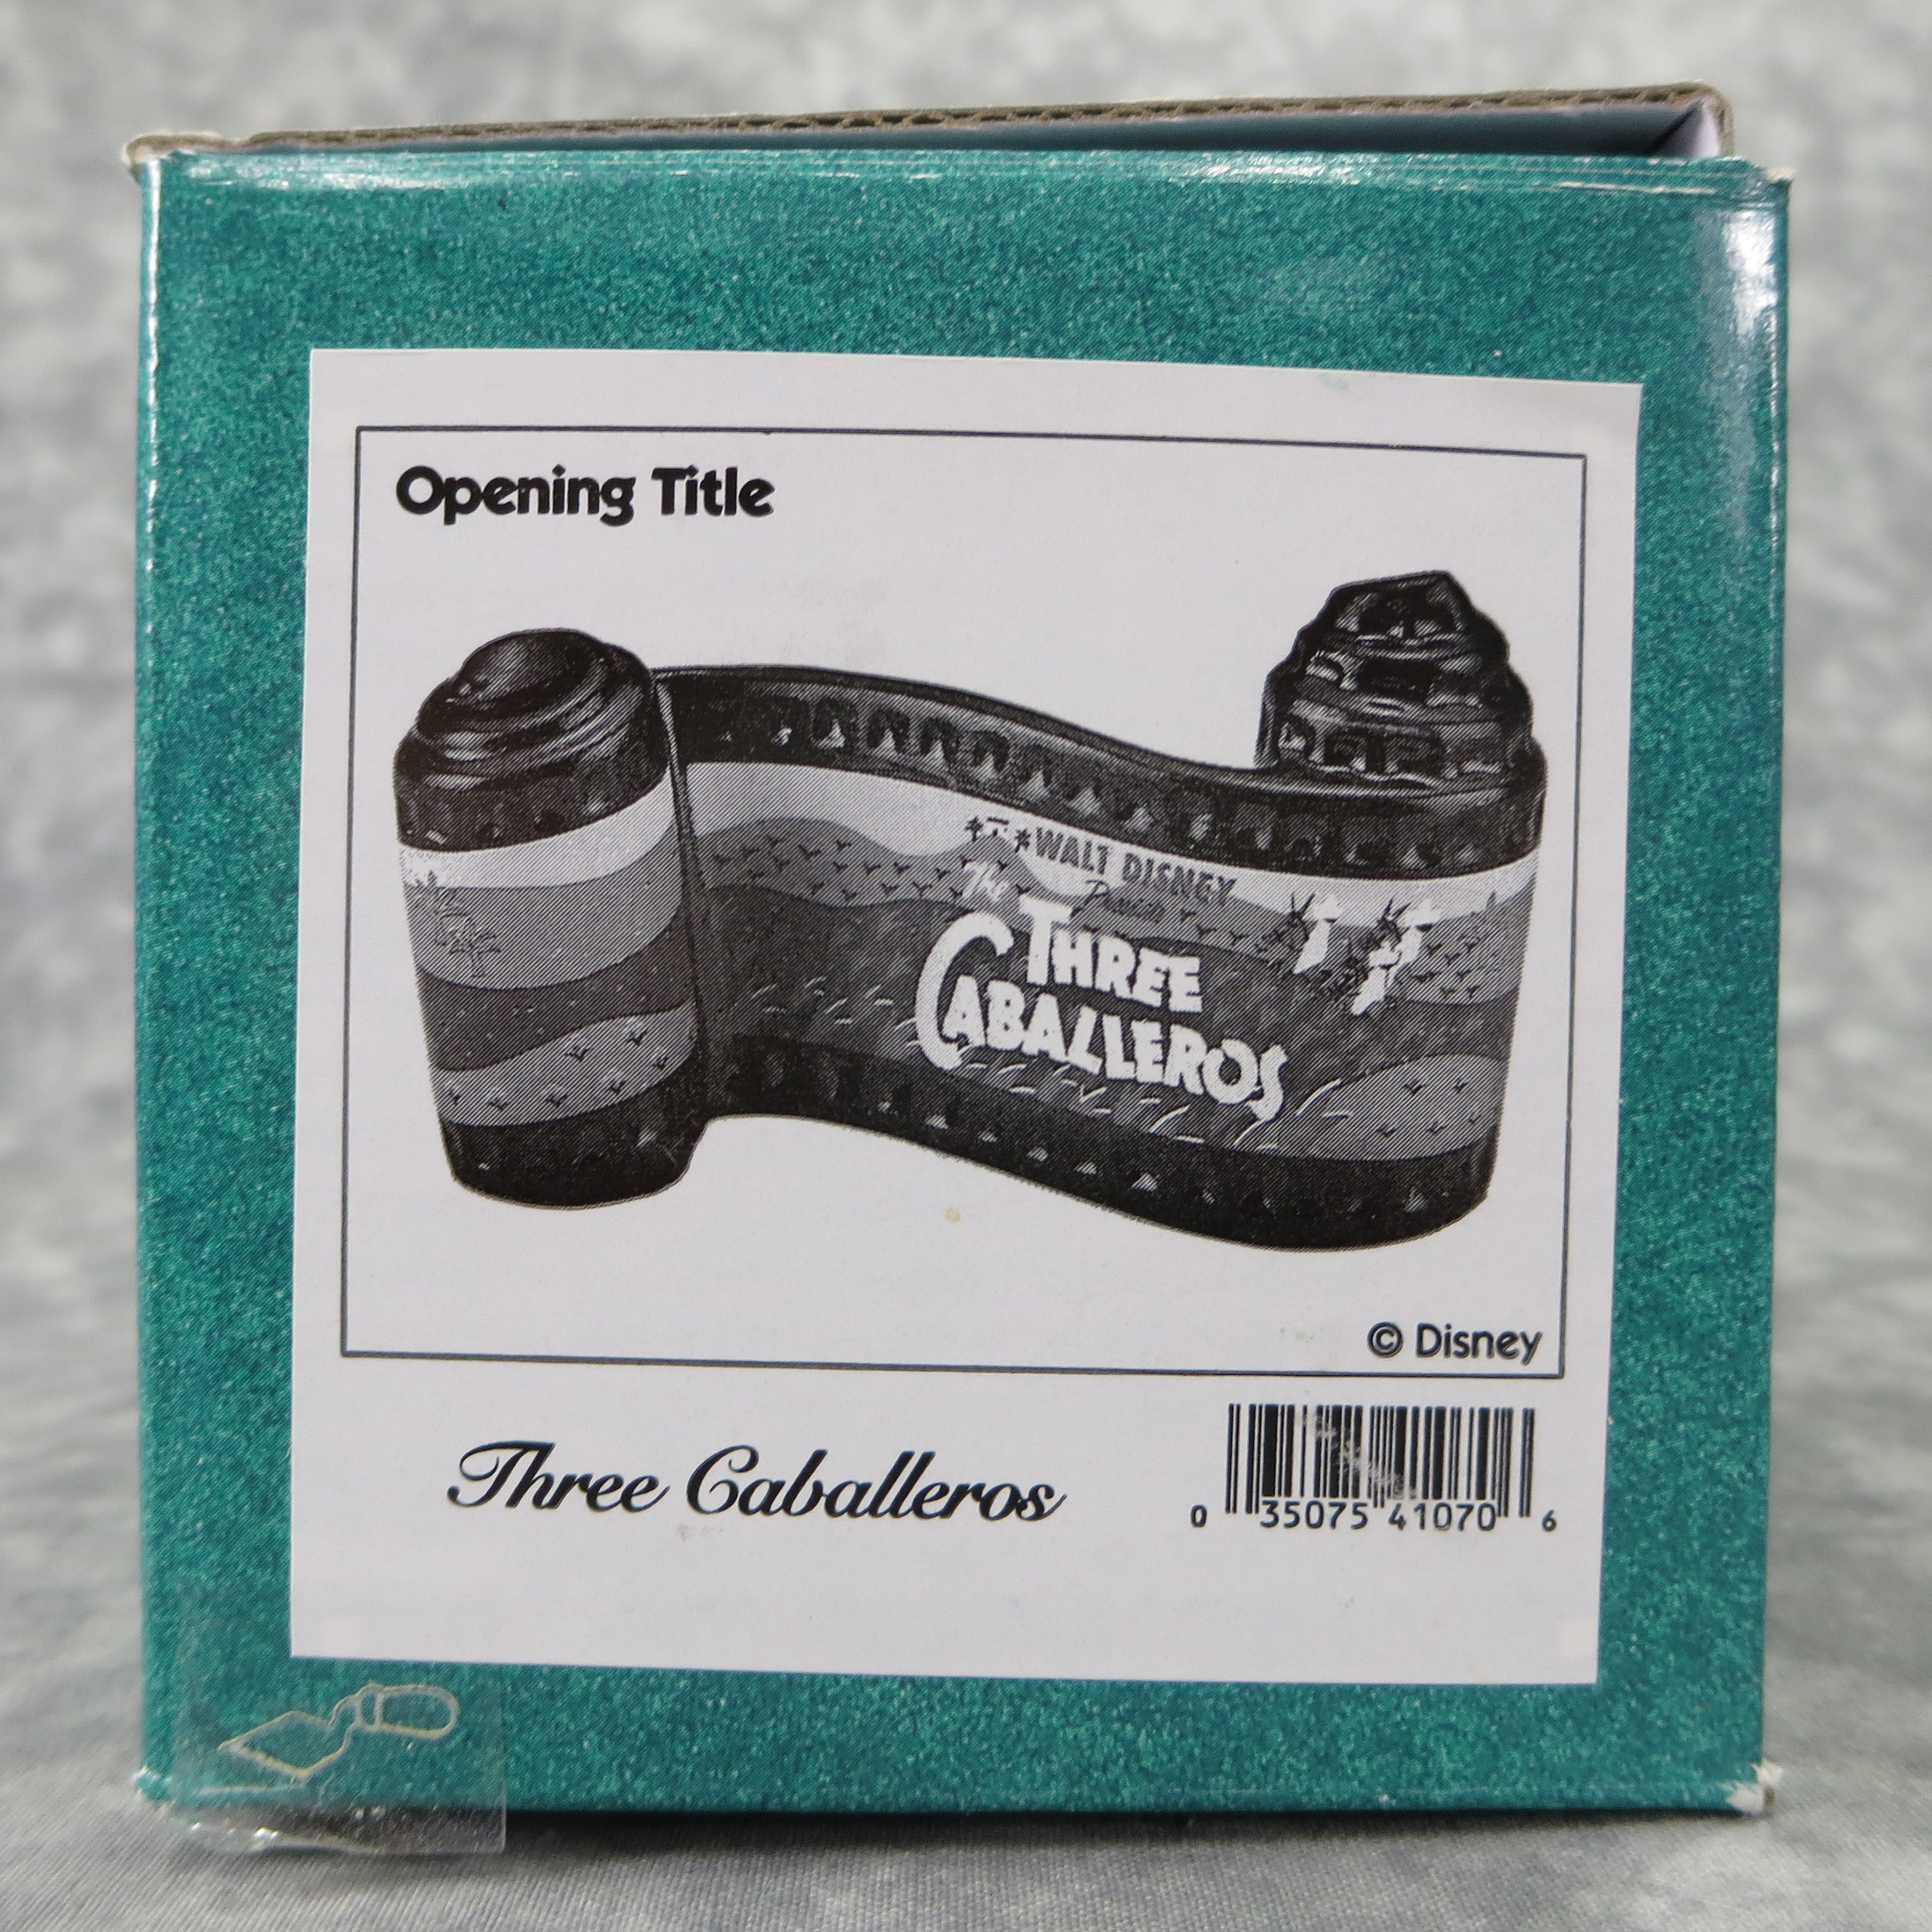 Opening Title
WALT DISNEY
Presents
The
THREE
CABALLEROS
© Disney
Three Caballeros
0 35075 41070 6